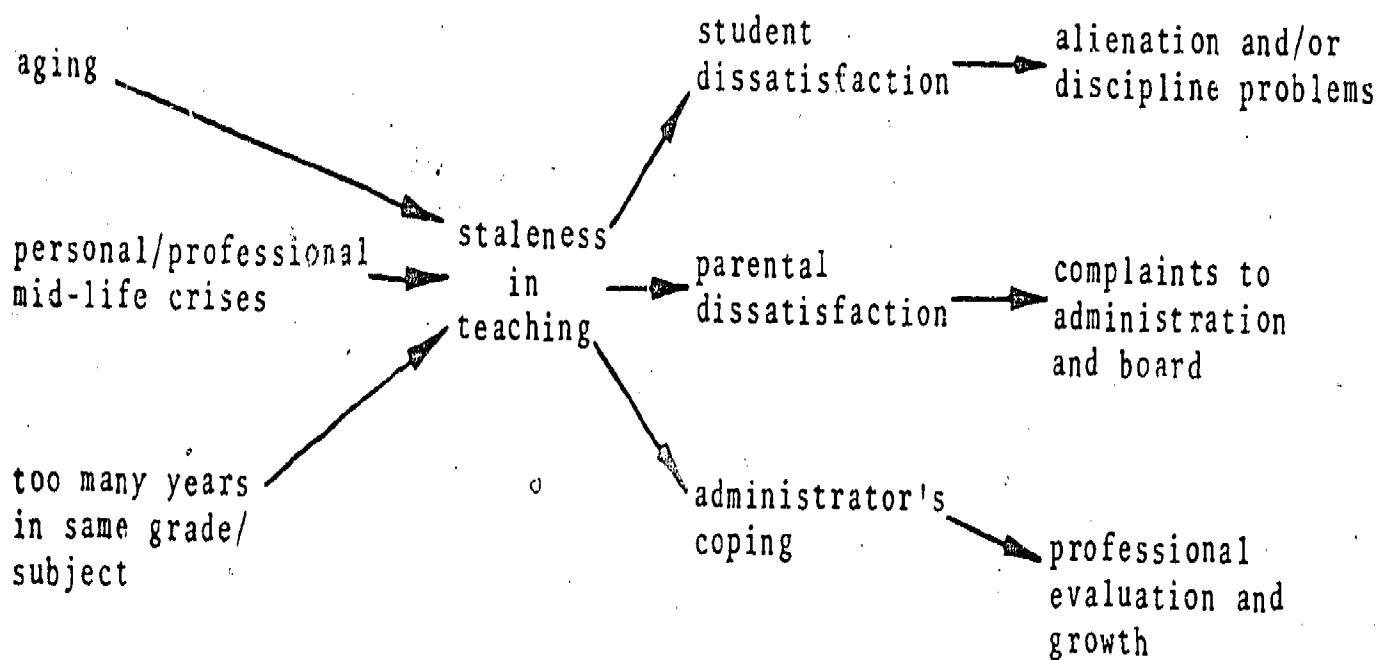 aging
personal/professional
mid-life crises
too many years
in same grade/
subject
staleness
in
teaching
student
dissatisfaction
alienation and/or
discipline problems
parental
dissatisfaction
complaints to
administration
and board
administrator's
coping
professional
evaluation and
growth